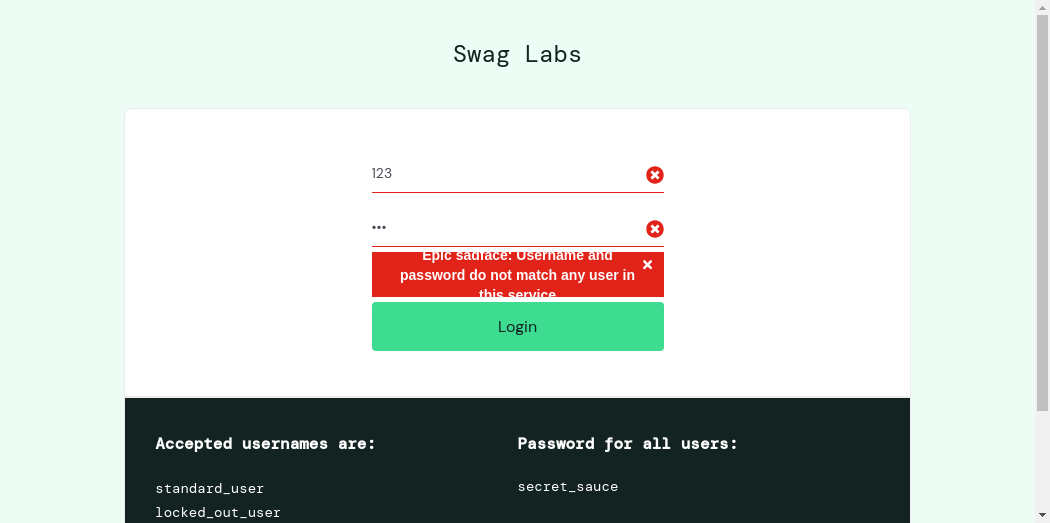 Swag Labs
123
•••
Epic sadface: Username and
password do not match any user in
this service
Login
Accepted usernames are:
Password for all users:
standard_user
secret_sauce
locked_out_user